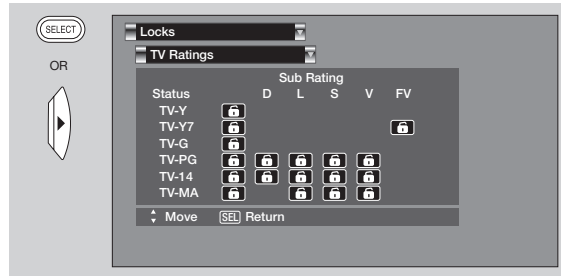 SELECT
OR
Locks
TV Ratings
Sub Rating
Status D L S V FV
TV-Y
TV-Y7
TV-G
TV-PG
TV-14
TV-MA
Move SEL Return